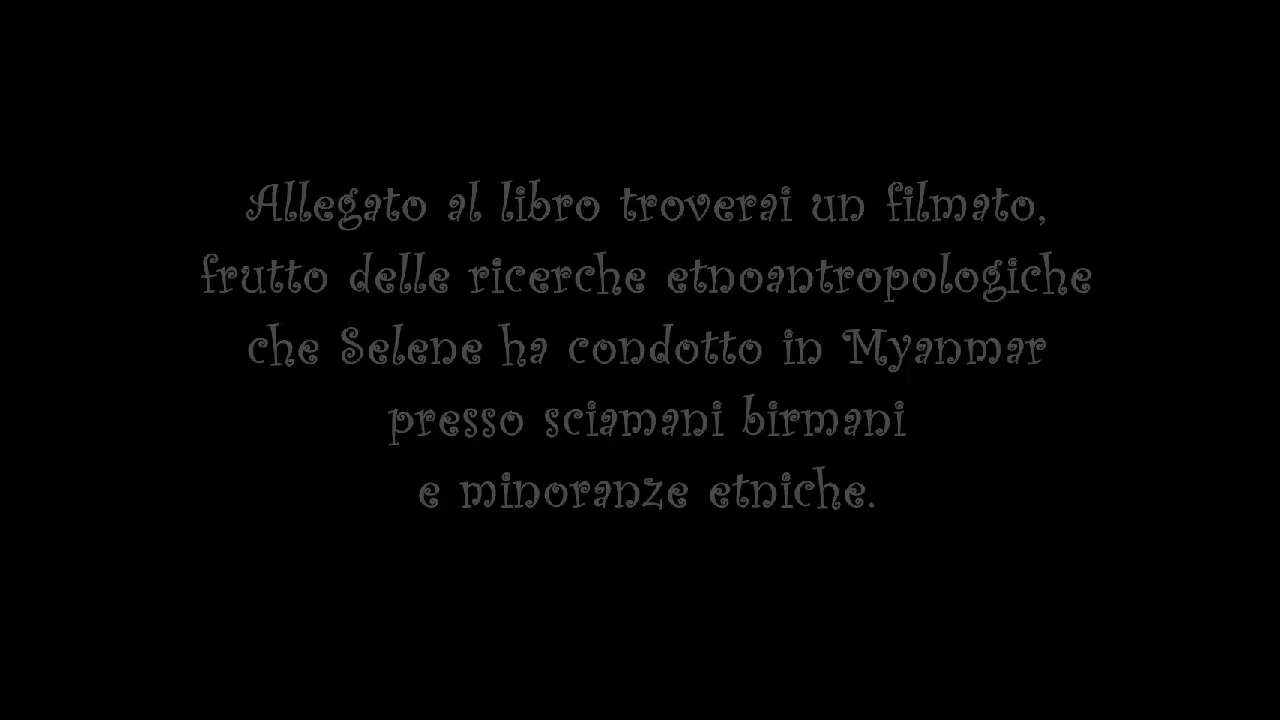 Allegato al libro troverai un filmato,
frutto delle ricerche etnoantropologiche
che Selene ha condotto in Myanmar
presso sciamani birmani
e minoranze etniche.